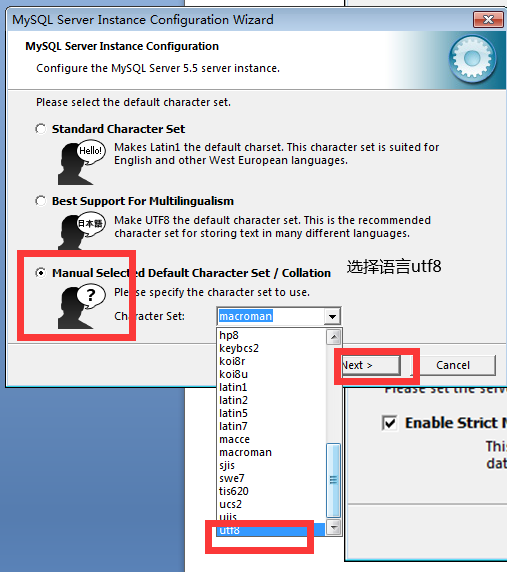 MySQL Server Instance Configuration Wizard
MySQL Server Instance Configuration
Configure the MySQL Server 5.5 server instance.
Please select the default character set.
Standard Character Set
Hello!
Makes Latin1 the default charset. This character set is suited for
English and other West European languages.
Best Support For Multilingualism
日本語
Make UTF8 the default character set. This is the recommended
character set for storing text in many different languages.
Manual Selected Default Character Set / Collation
选择语言utf8
?
Please specify the character set to use.
Character Set:
macroman
hp8
keybcs2
koi8r
koi8u
latin1
latin2
latin5
latin7
macce
macroman
sjis
swe7
tis620
ucs2
ujis
utf8
Next >
Cancel
Please set the serve
Enable Strict
This
dat